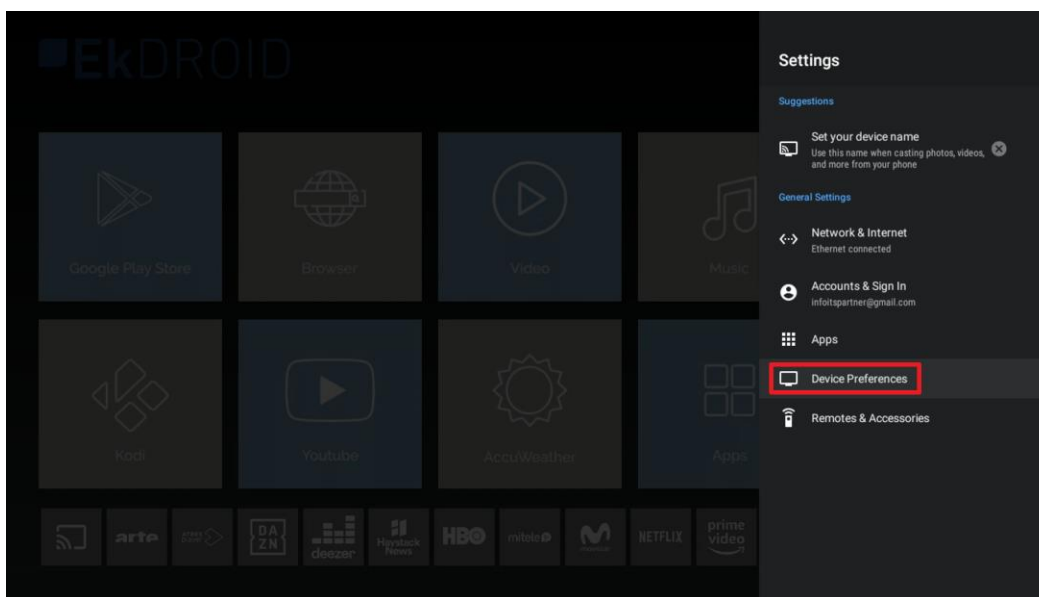 EkDROID
Settings
Suggestions
Set your device name
Use this name when casting photos, videos,
and more from your phone
General Settings
Network & Internet
Ethernet connected
Accounts & Sign In
infoitspartner@gmail.com
Apps
Device Preferences
Remotes & Accessories
Google Play Store
Browser
Video
Music
Kodi
Youtube
AccuWeather
Apps
arte
DA
ZN
deezer
Haystack
News
HBO
mitele
NETFLIX
prime
video